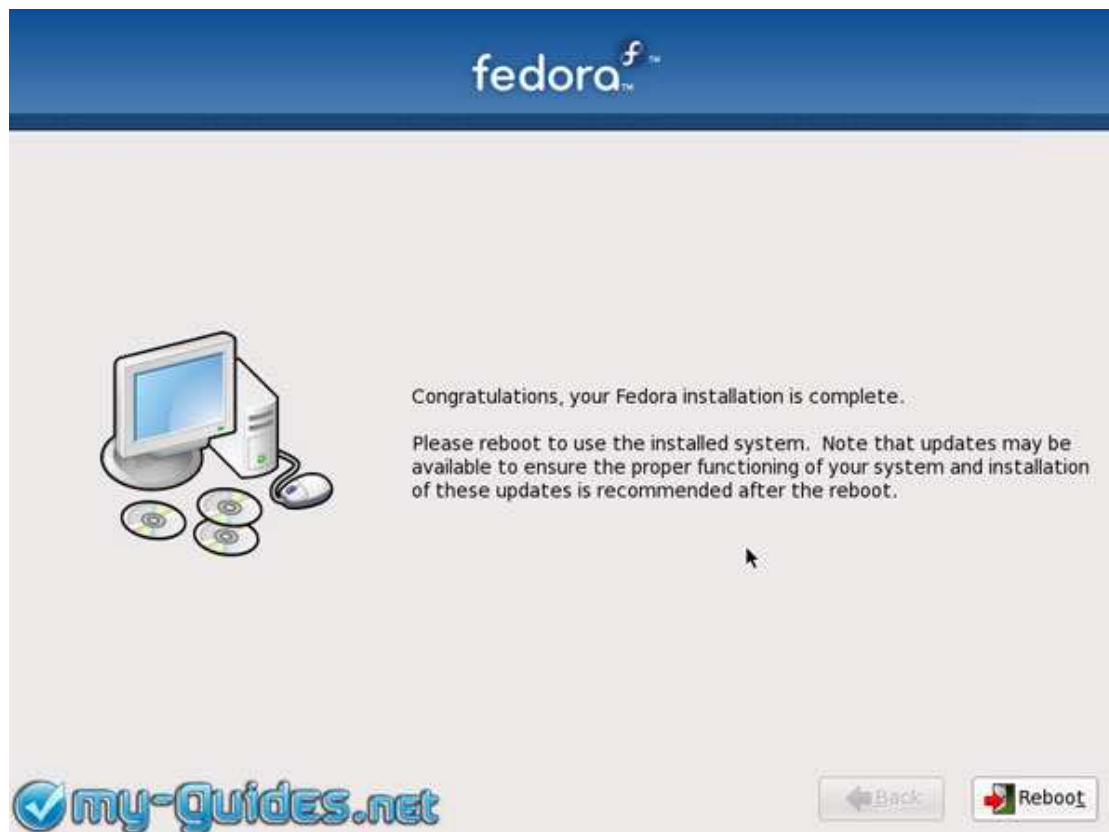 fedora f ™
™
Congratulations, your Fedora installation is complete.
Please reboot to use the installed system. Note that updates may be
available to ensure the proper functioning of your system and installation
of these updates is recommended after the reboot.
my-guides.net
Back
Reboot